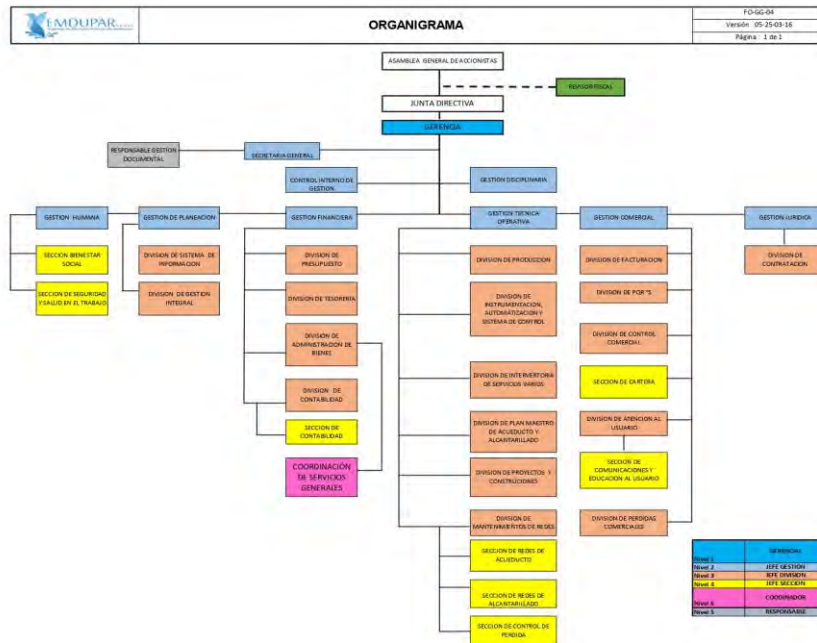 EMDUPAR
ORGANIGRAMA
FO-GG-04
Versión 05-25-03-16
Página: 1 de 1
ASAMBLEA GENERAL DE ACCIONISTAS
REVISOR FISCAL
JUNTA DIRECTIVA
GERENCIA
RESPONSABLE GESTION
DOCUMENTAL
SECRETARIA GENERAL
CONTROL INTERNO DE
GESTION
GESTION DISCIPLINARIA
GESTION HUMANA
GESTION DE PLANEACION
GESTION FINANCIERA
GESTION TECNICA
OPERATIVA
GESTION COMERCIAL
GESTION JURIDICA
SECCION BIENESTAR
SOCIAL
SECCION DE SEGURIDAD
Y SALUD EN EL TRABAJO
DIVISION DE SISTEMA DE
INFORMACION
DIVISION DE GESTION
INTEGRAL
DIVISION DE
PRESUPUESTO
DIVISION DE TESORERIA
DIVISION DE
ADMINISTRACION DE
BIENES
DIVISION DE
CONTABILIDAD
SECCION DE
CONTABILIDAD
COORDINACIÓN
DE SERVICIOS
GENERALES
DIVISION DE PRODUCCION
DIVISION DE
INSTRUMENTACION,
AUTOMATIZACION Y
SISTEMA DE CONTROL
DIVISION DE INTERVERTORIA
DE SERVICIOS VARIOS
DIVISION DE PLAN MAESTRO
DE ACUEDUCTO Y
ALCANTARILLADO
DIVISION DE PROYECTOS Y
CONSTRUCIONES
DIVISION DE
MANTENIMIENTOS DE REDES
SECCION DE REDES DE
ACUEDUCTO
SECCION DE REDES
DE ALCANTARILLADO
SECCION DE CONTROL DE
PERDIDA
DIVISION DE FACTURACION
DIVISION DE PQR "S
DIVISION DE CONTROL
COMERCIAL
SECCION DE CARTERA
DIVISION DE ATENCION AL
USUARIO
SECCION DE
COMUNICACIONES Y
EDUCACION AL USUARIO
DIVISION DE PERDIDAS
COMERCIALES
DIVISION DE
CONTRATACION
Nivel 1 GERENCIAL
Nivel 2 JEFE GESTION
Nivel 3 JEFE DIVISION
Nivel 4 JEFE SECCION
Nivel 6 COORDINADOR
Nivel 5 RESPONSABLE